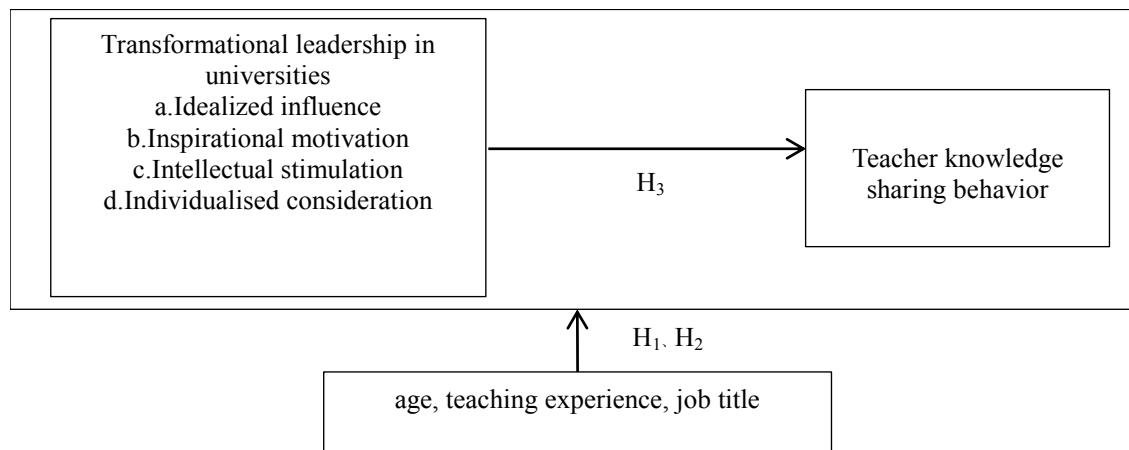 Transformational leadership in
universities
a.Idealized influence
b.Inspirational motivation
c.Intellectual stimulation
d.Individualised consideration
H₃
Teacher knowledge
sharing behavior
H₁、H₂
age, teaching experience, job title